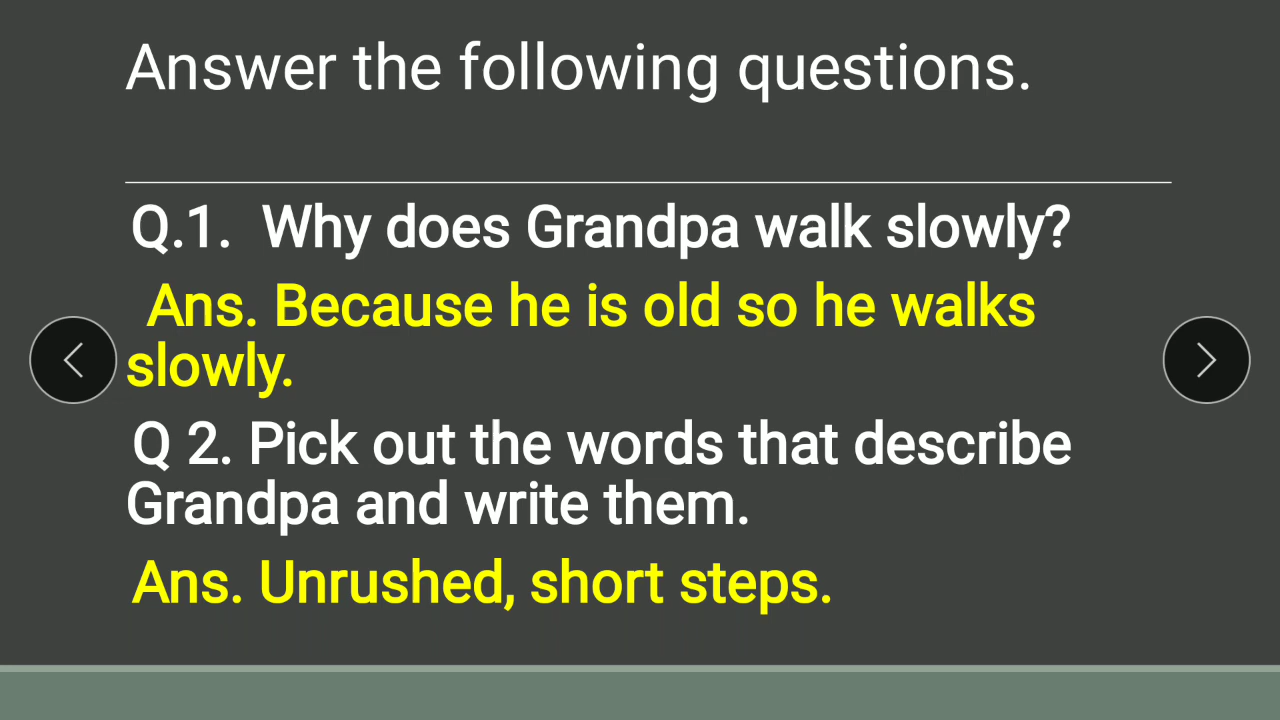 Answer the following questions.
Q.1. Why does Grandpa walk slowly?
Ans. Because he is old so he walks
slowly.
Q 2. Pick out the words that describe
Grandpa and write them.
Ans. Unrushed, short steps.